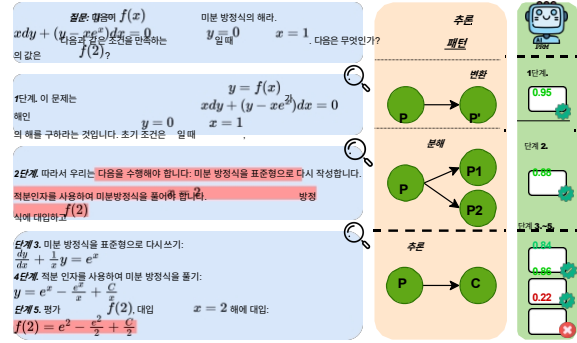 질문: 다음이 f(x) 미분 방정식의 해라.
xdy + (y − xe^x)dx = 0 다음과 같은 조건을 만족하는 y = 0 일 때 x = 1. 다음은 무엇인가?
의 값은 f(2)?
1단계. 이 문제는 y = f(x) 가
해인 xdy + (y − xe^x)dx = 0
y = 0 x = 1
의 해를 구하라는 것입니다. 초기 조건은 일 때 .
2단계. 따라서 우리는 다음을 수행해야 합니다: 미분 방정식을 표준형으로 다시 작성합니다.
적분인자를 사용하여 미분방정식을 풀어야 합니다. x = 2 방정
식에 대입하고 f(2)
단계 3. 미분 방정식을 표준형으로 다시 쓰기:
dy/dx + 1/x y = e^x
4단계. 적분 인자를 사용하여 미분 방정식을 풀기:
y = e^x − e^x/x + C/x
단계 5. 평가 f(2), 대입 x = 2 해에 대입:
f(2) = e^2 − e^2/2 + C/2
추론
패턴
변환
P P'
분해
P P1
P2
추론
P C
1단계.
0.95
단계 2.
0.88
단계 3.~5.
0.84
0.86
0.22